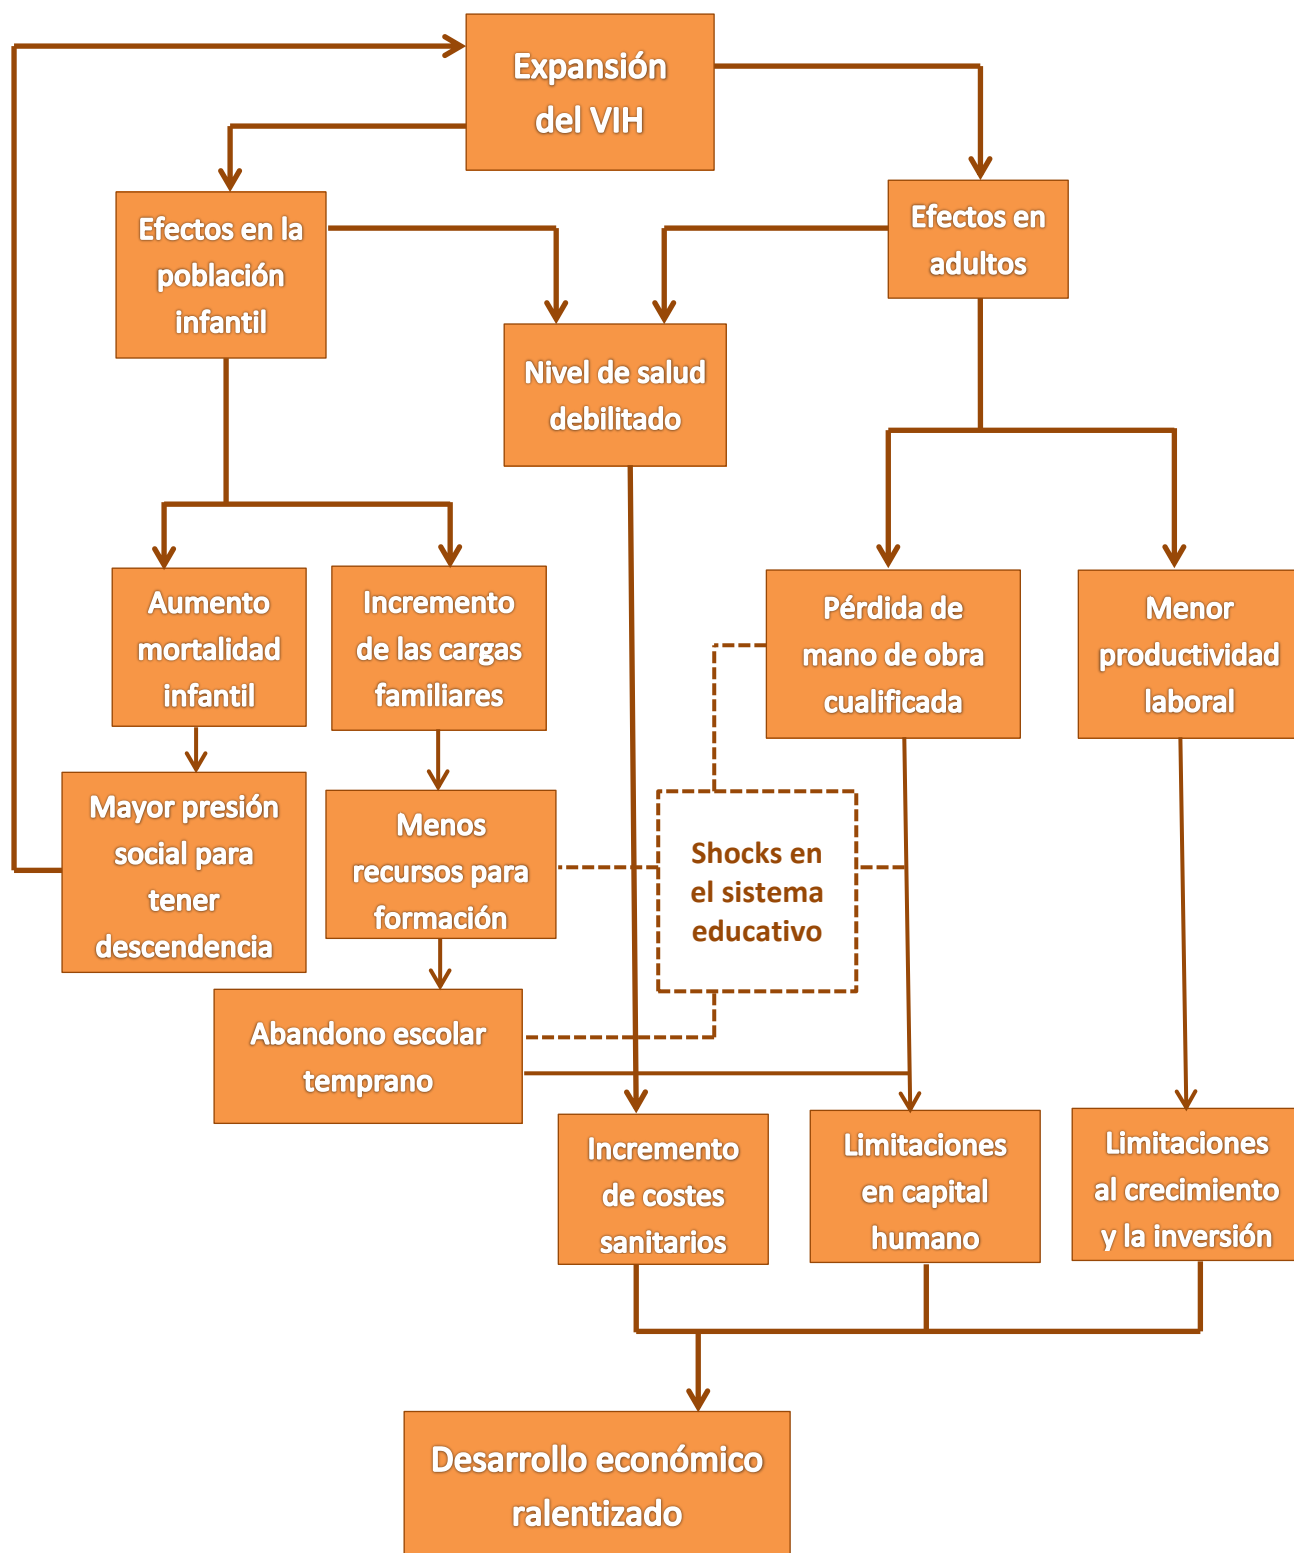 Expansión
del VIH
Efectos en la
población
infantil
Efectos en
adultos
Nivel de salud
debilitado
Aumento
mortalidad
infantil
Incremento
de las cargas
familiares
Pérdida de
mano de obra
cualificada
Menor
productividad
laboral
Mayor presión
social para
tener
descendencia
Menos
recursos para
formación
Shocks en
el sistema
educativo
Abandono escolar
temprano
Incremento
de costes
sanitarios
Limitaciones
en capital
humano
Limitaciones
al crecimiento
y la inversión
Desarrollo económico
ralentizado